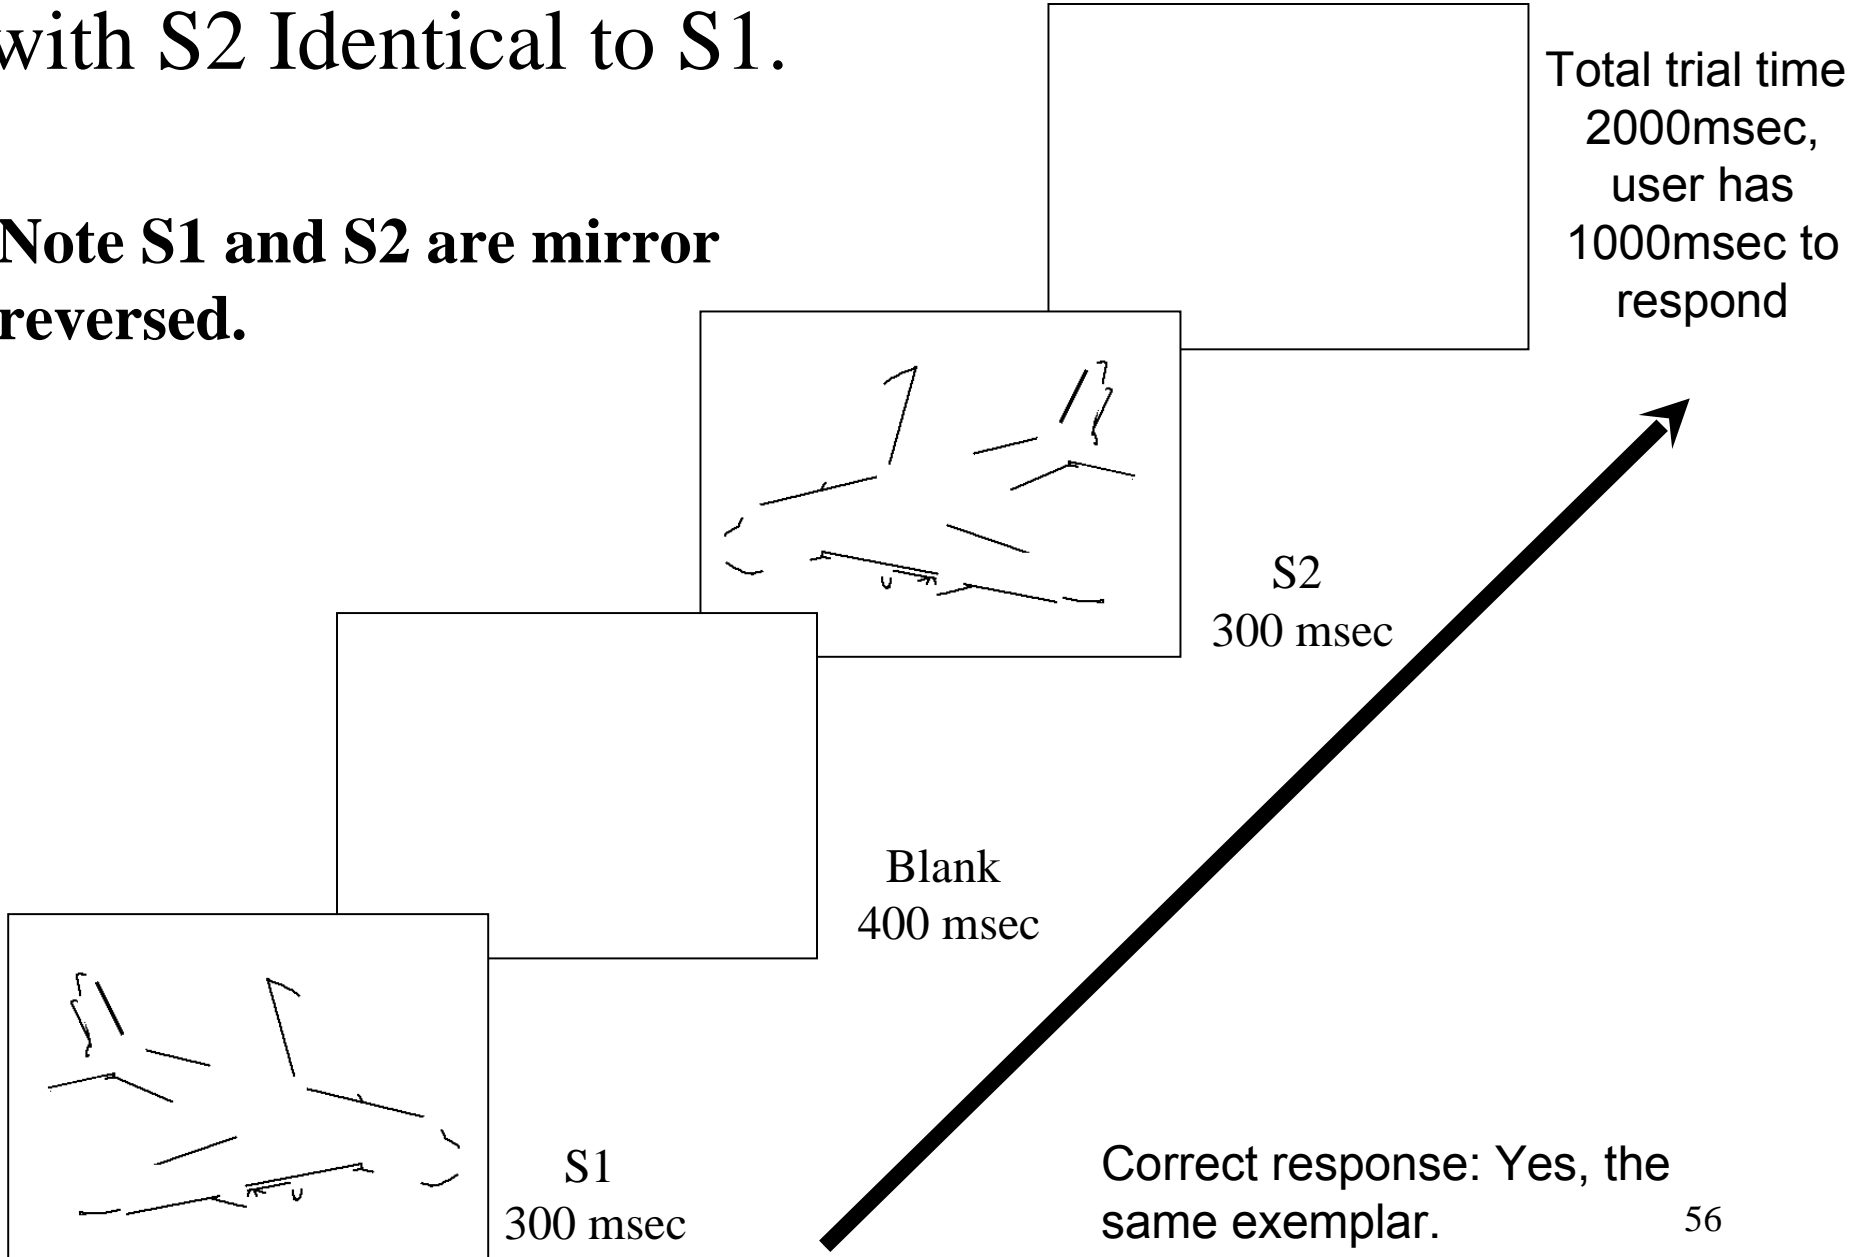 with S2 Identical to S1.
Total trial time
2000msec,
user has
1000msec to
respond
Note S1 and S2 are mirror
reversed.
S2
300 msec
Blank
400 msec
S1
300 msec
Correct response: Yes, the
same exemplar.
56